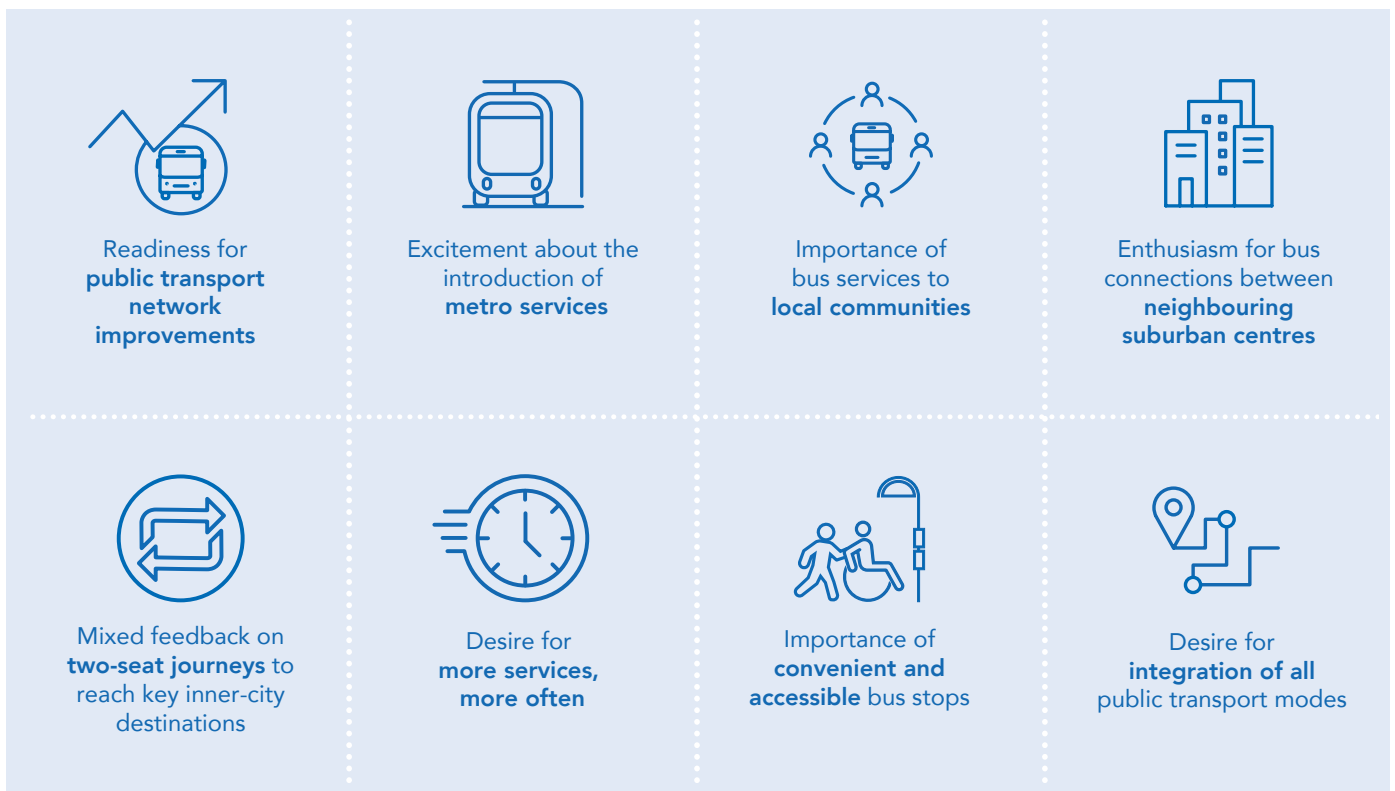 Readiness for
public transport
network
improvements
Excitement about the
introduction of
metro services
Importance of
bus services to
local communities
Enthusiasm for bus
connections between
neighbouring
suburban centres
Mixed feedback on
two-seat journeys to
reach key inner-city
destinations
Desire for
more services,
more often
Importance of
convenient and
accessible bus stops
Desire for
integration of all
public transport modes